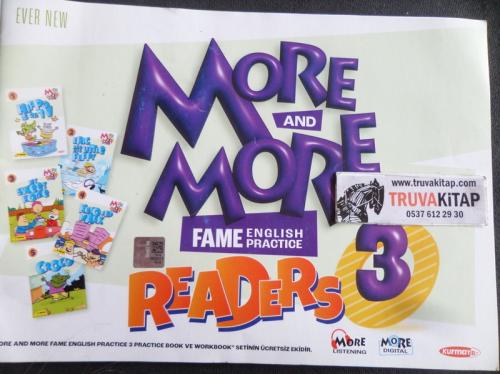 EVER NEW
MORE
AND
MORE
FAME ENGLISH
PRACTICE
READERS
3
www.truvakitap.com
TRUVAKiTAP
0537 612 29 30
MORE
LISTENING
MORE
DIGITAL
ORE AND MORE FAME ENGLISH PRACTICE 3 PRACTICE BOOK VE WORKBOOK" SETİNİN ÜCRETSİZ EKİDİR.